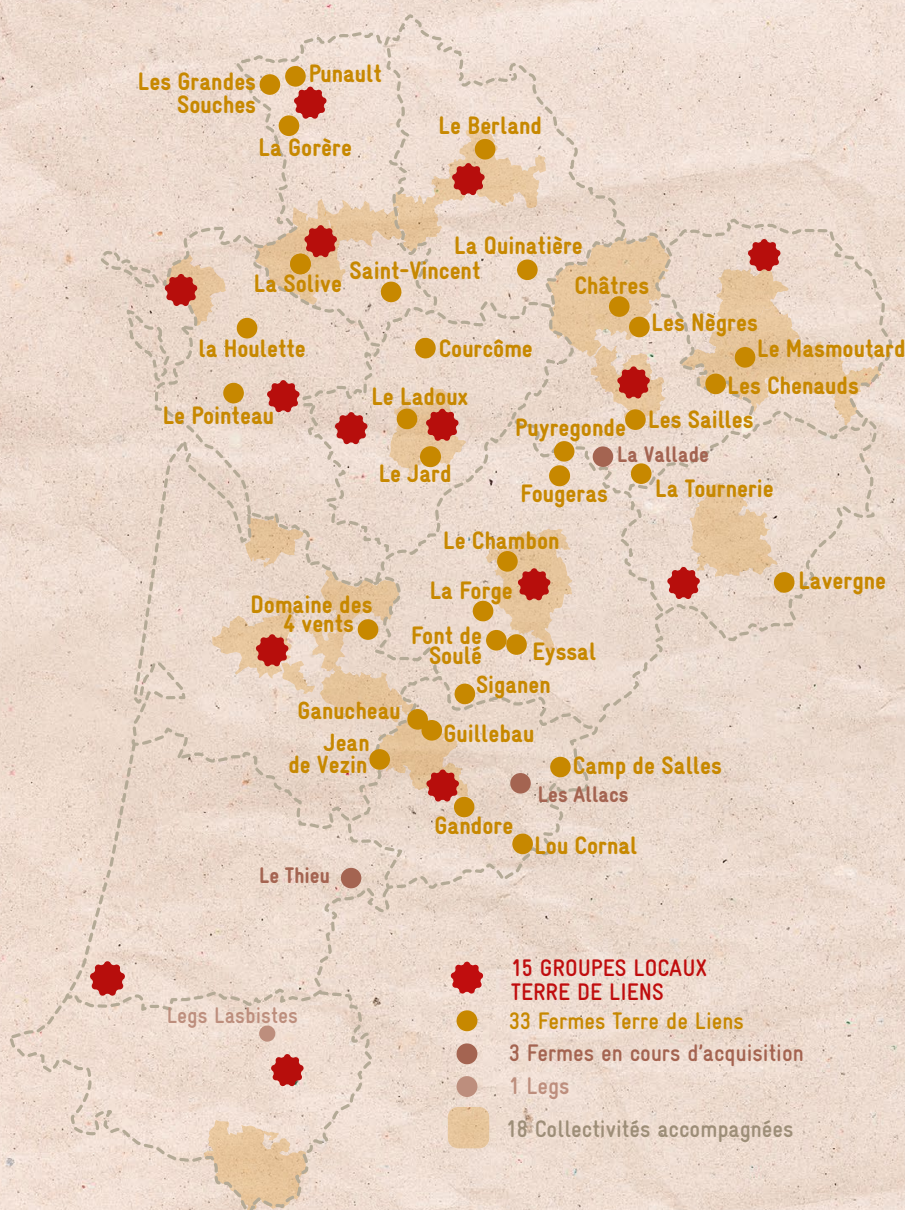 Punault
Les Grandes
Souches
La Gorère
Le Berland
La Quinatière
La Solive
Saint-Vincent
Châtres
Les Nègres
la Houlette
Courcôme
Le Masmoutard
Les Chenauds
Le Pointeau
Le Ladoux
Les Sailles
Puyregonde
La Vallade
Le Jard
Fougeras
La Tournerie
Le Chambon
La Forge
Lavergne
Domaine des
4 vents
Font de
Soulé
Eyssal
Siganen
Ganucheau
Guillebau
Jean
de Vezin
Camp de Salles
Les Allacs
Gandore
Lou Cornal
Le Thieu
Legs Lasbistes
15 GROUPES LOCAUX
TERRE DE LIENS
33 Fermes Terre de Liens
3 Fermes en cours d'acquisition
1 Legs
18 Collectivités accompagnées